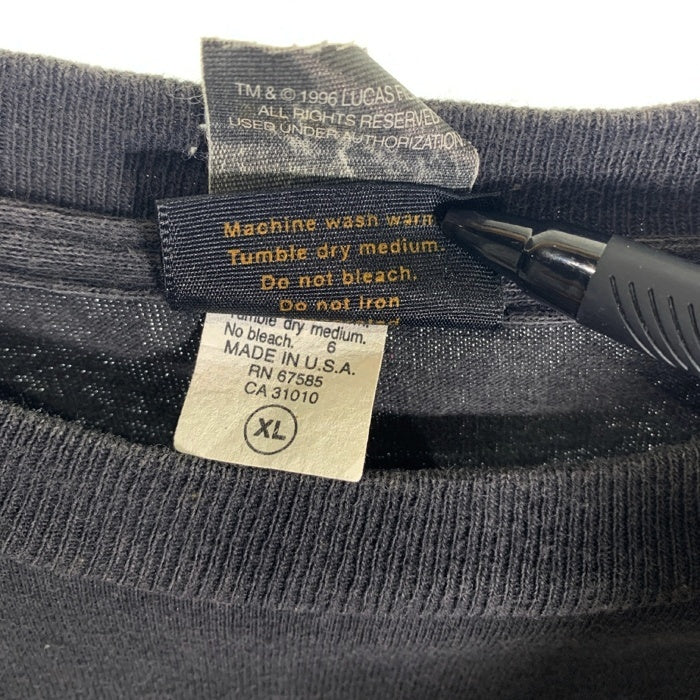 TM & © 1996 LUCAS
ALL RIGHTS RESERVED
USED UNDER AUTHORIZATION
Machine wash warm
Tumble dry medium.
Do not bleach.
Do not Iron
Tumble dry medium.
No bleach. 6
MADE IN U.S.A.
RN 67585
CA 31010
XL